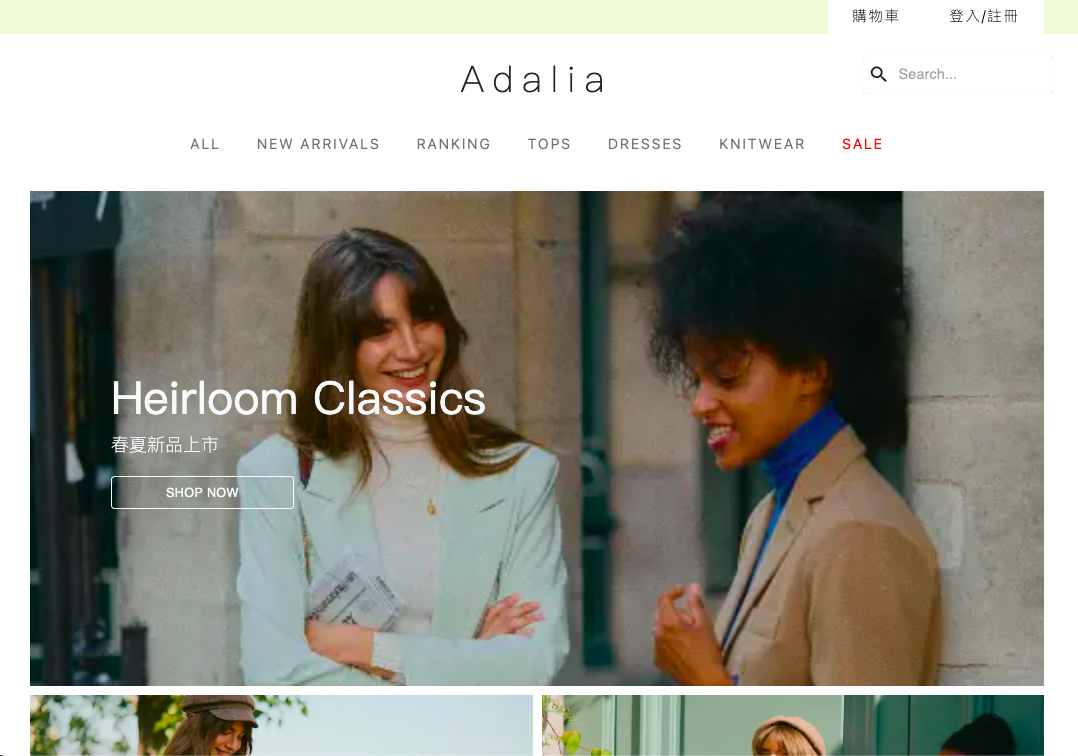 購物車 登入/註冊
Adalia
Search...
ALL NEW ARRIVALS RANKING TOPS DRESSES KNITWEAR SALE
Heirloom Classics
春夏新品上市
SHOP NOW